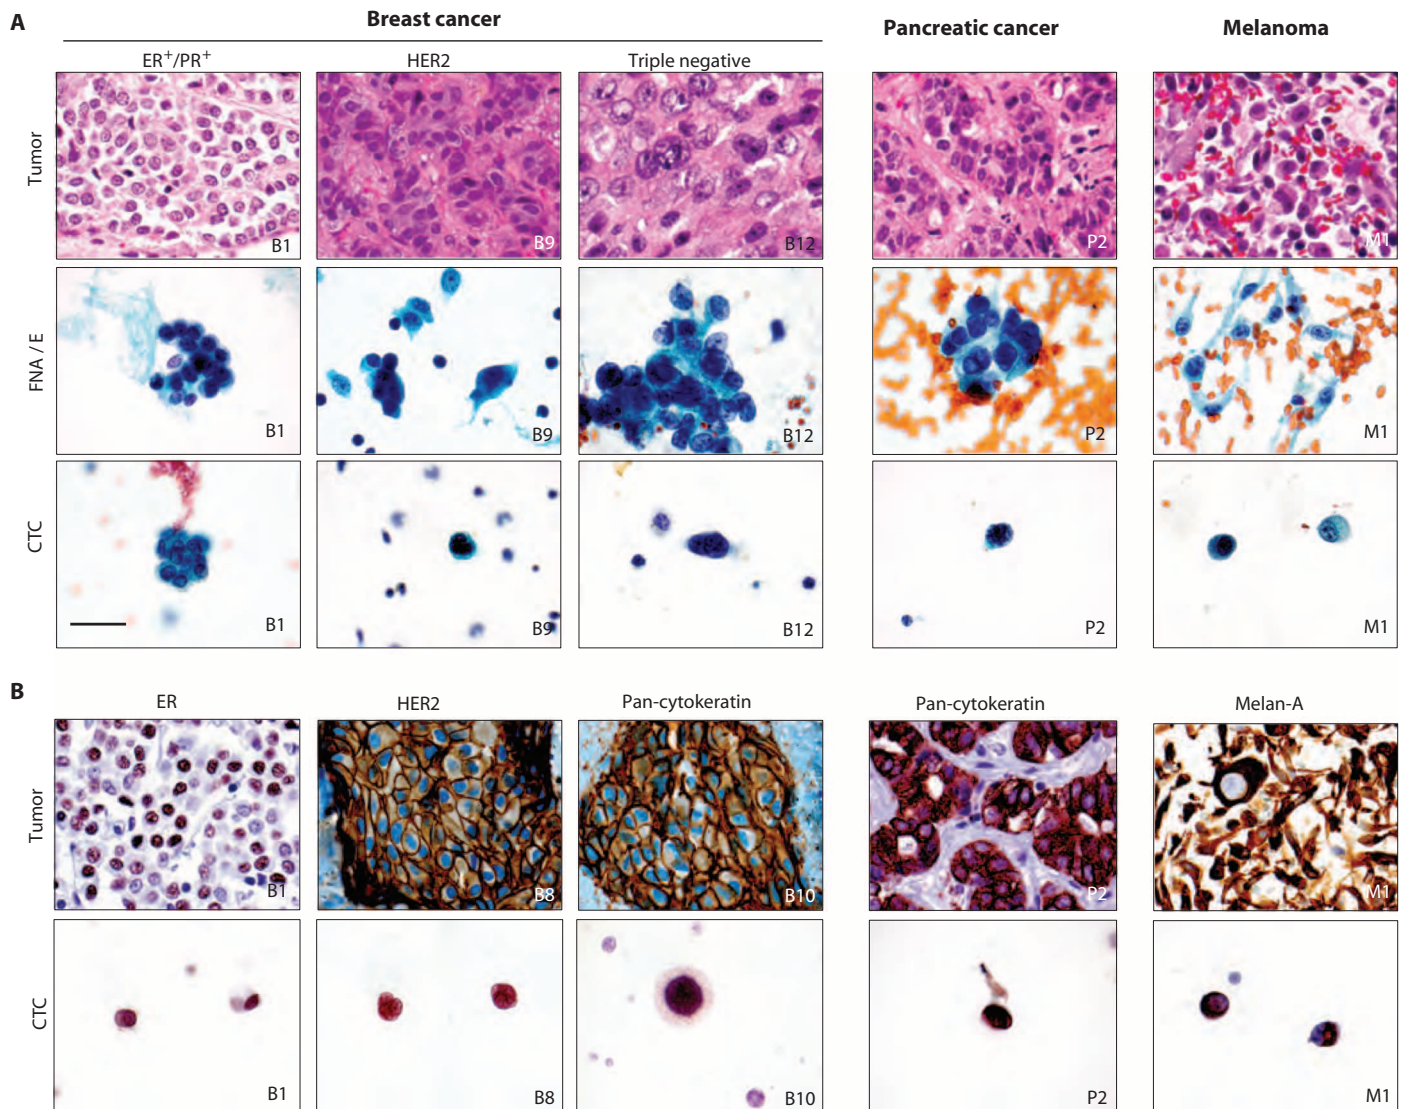 A
Breast cancer
Pancreatic cancer
Melanoma
ER+/PR+
HER2
Triple negative
Tumor
B1
B9
B12
P2
M1
FNA / E
B1
B9
B12
P2
M1
CTC
B1
B9
B12
P2
M1
B
ER
HER2
Pan-cytokeratin
Pan-cytokeratin
Melan-A
Tumor
B1
B8
B10
P2
M1
CTC
B1
B8
B10
P2
M1